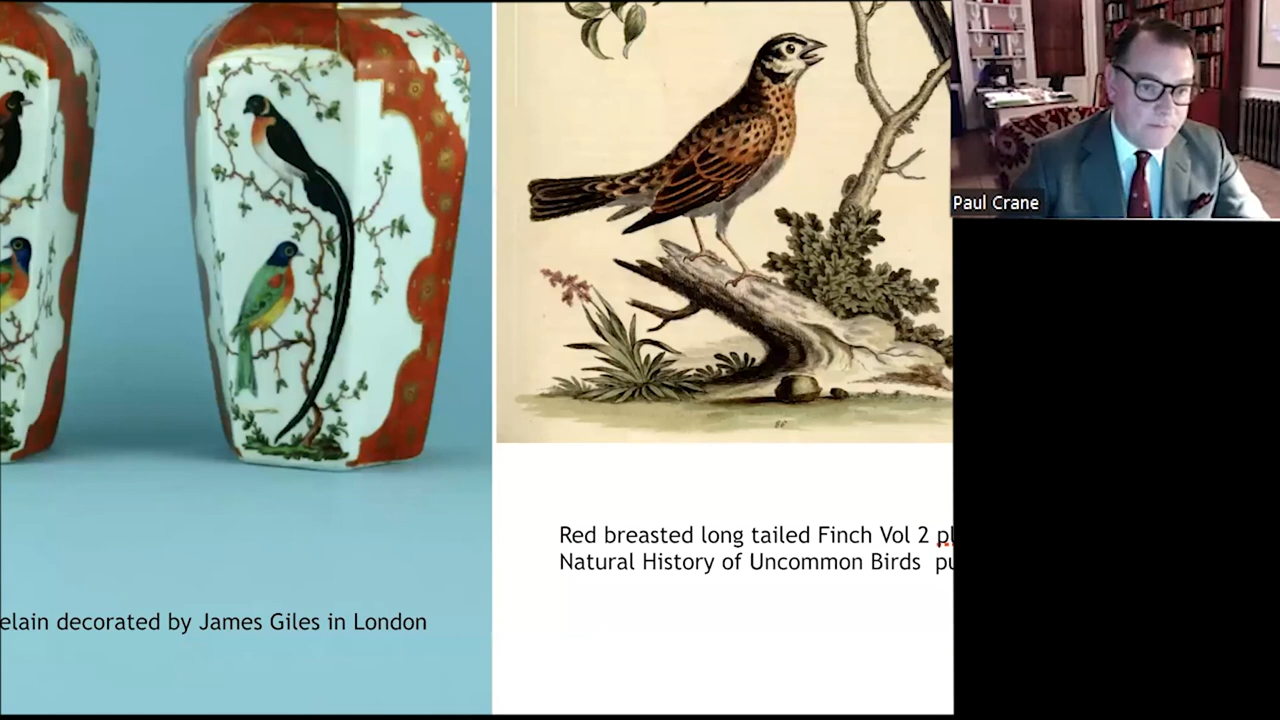 Paul Crane
Red breasted long tailed Finch Vol 2
Natural History of Uncommon Birds
decorated by James Giles in London